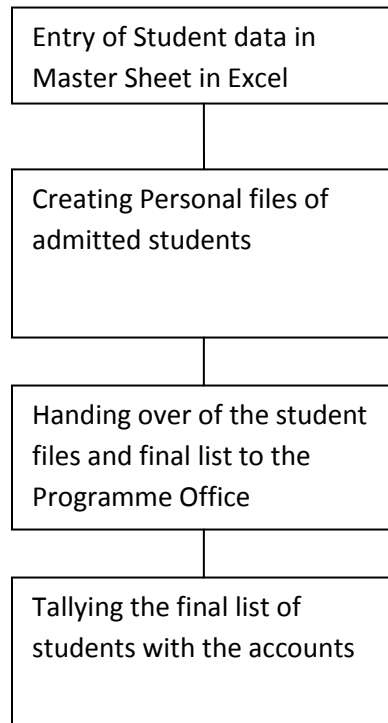 Entry of Student data in
Master Sheet in Excel
Creating Personal files of
admitted students
Handing over of the student
files and final list to the
Programme Office
Tallying the final list of
students with the accounts